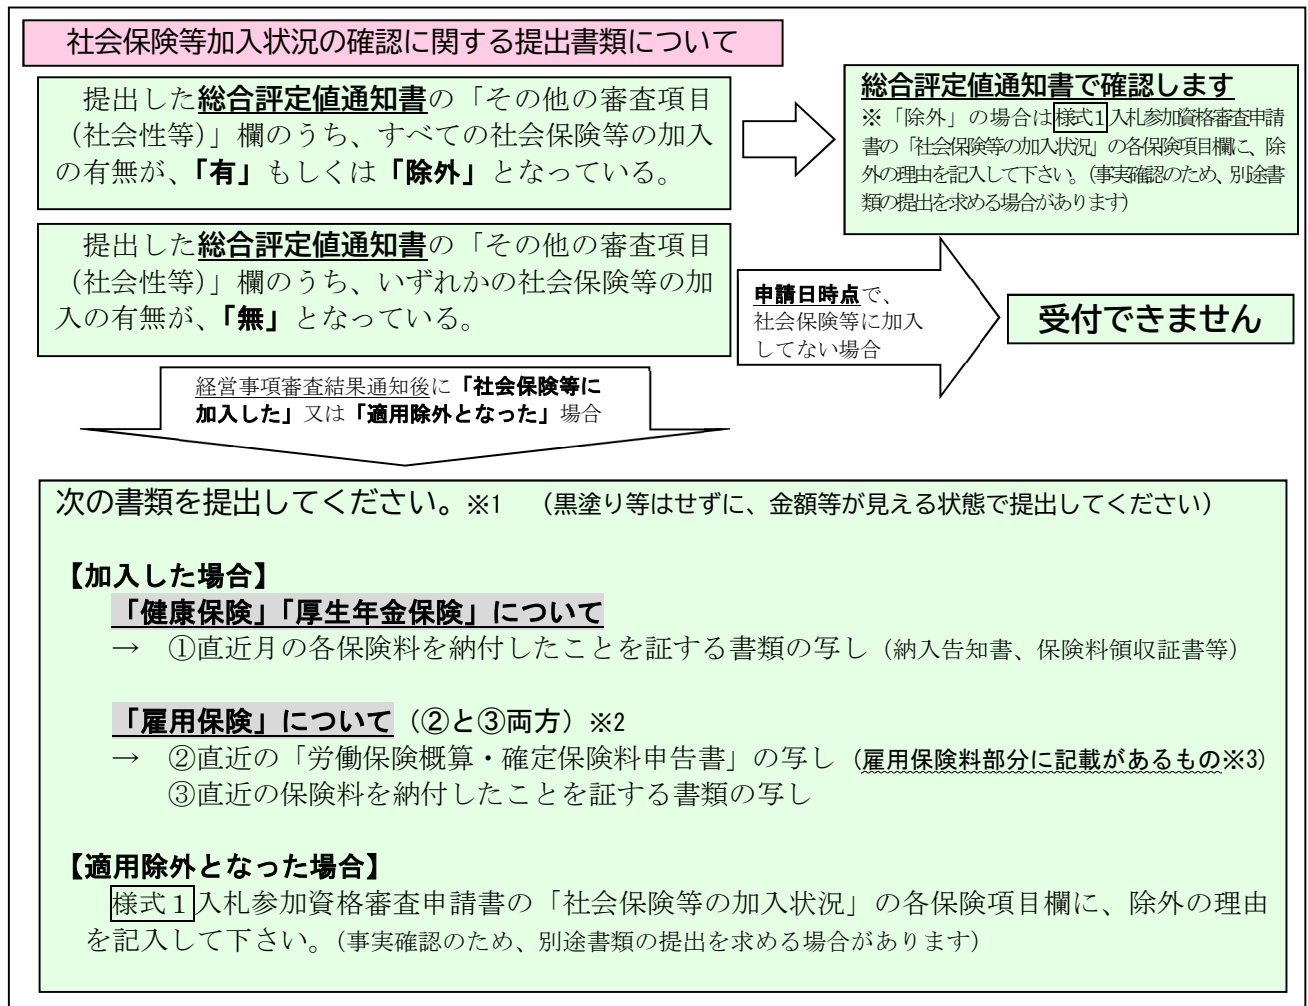 社会保険等加入状況の確認に関する提出書類について
提出した総合評定値通知書の「その他の審査項目
（社会性等）」欄のうち、すべての社会保険等の加入
の有無が、「有」もしくは「除外」となっている。
総合評定値通知書で確認します
※「除外」の場合は様式1入札参加資格審査申請
書の「社会保険等の加入状況」の各保険項目欄に、除
外の理由を記入して下さい。（事実確認のため、別途書
類の提出を求める場合があります）
提出した総合評定値通知書の「その他の審査項目
（社会性等）」欄のうち、いずれかの社会保険等の加
入の有無が、「無」となっている。
申請日時点で、
社会保険等に加入
してない場合
受付できません
経営事項審査結果通知後に「社会保険等に
加入した」又は「適用除外となった」場合
次の書類を提出してください。※1　（黒塗り等はせずに、金額等が見える状態で提出してください）
【加入した場合】
「健康保険」「厚生年金保険」について
→　①直近月の各保険料を納付したことを証する書類の写し（納入告知書、保険料領収証書等）
「雇用保険」について（②と③両方）※2
→　②直近の「労働保険概算・確定保険料申告書」の写し（雇用保険料部分に記載があるもの※3）
③直近の保険料を納付したことを証する書類の写し
【適用除外となった場合】
様式１入札参加資格審査申請書の「社会保険等の加入状況」の各保険項目欄に、除外の理由
を記入して下さい。（事実確認のため、別途書類の提出を求める場合があります）